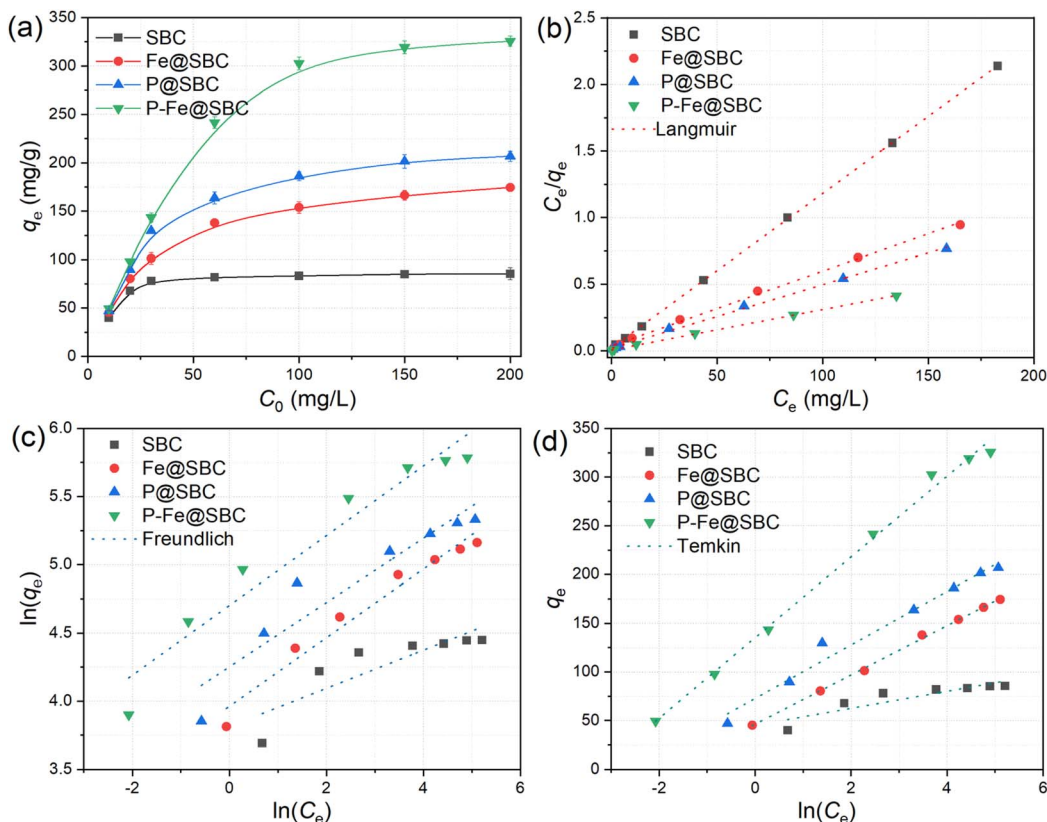 (a)
SBC
Fe@SBC
P@SBC
P-Fe@SBC
350
300
250
200
150
100
50
0
0
50
100
150
200
qe (mg/g)
C0 (mg/L)
(b)
SBC
Fe@SBC
P@SBC
P-Fe@SBC
Langmuir
2.5
2.0
1.5
1.0
0.5
0.0
0
50
100
150
200
Ce/qe
Ce (mg/L)
(c)
SBC
Fe@SBC
P@SBC
P-Fe@SBC
Freundlich
6.0
5.5
5.0
4.5
4.0
3.5
-2
0
2
4
6
ln(qe)
ln(Ce)
(d)
SBC
Fe@SBC
P@SBC
P-Fe@SBC
Temkin
350
300
250
200
150
100
50
0
-2
0
2
4
6
qe
ln(Ce)